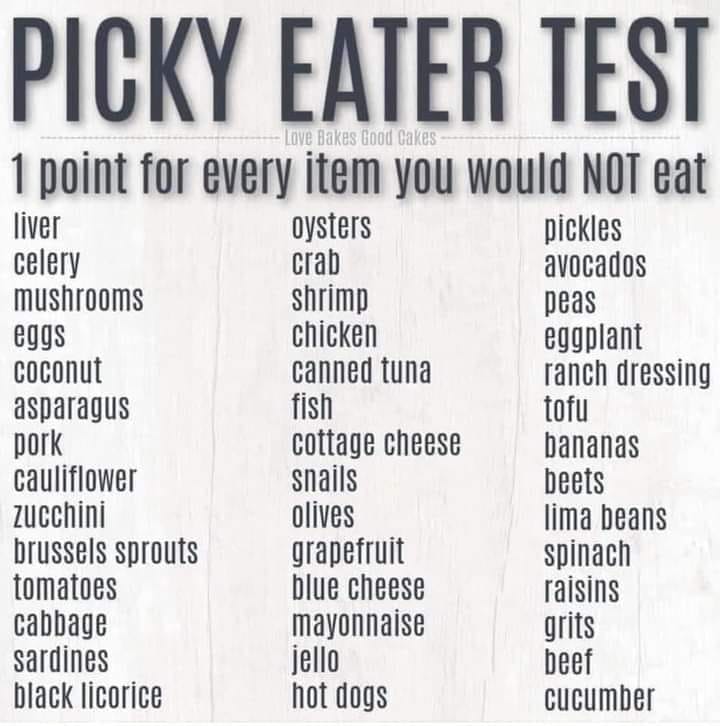 PICKY EATER TEST
Love Bakes Good Cakes
1 point for every item you would NOT eat
liver
celery
mushrooms
eggs
coconut
asparagus
pork
cauliflower
zucchini
brussels sprouts
tomatoes
cabbage
sardines
black licorice
oysters
crab
shrimp
chicken
canned tuna
fish
cottage cheese
snails
olives
grapefruit
blue cheese
mayonnaise
jello
hot dogs
pickles
avocados
peas
eggplant
ranch dressing
tofu
bananas
beets
lima beans
spinach
raisins
grits
beef
cucumber